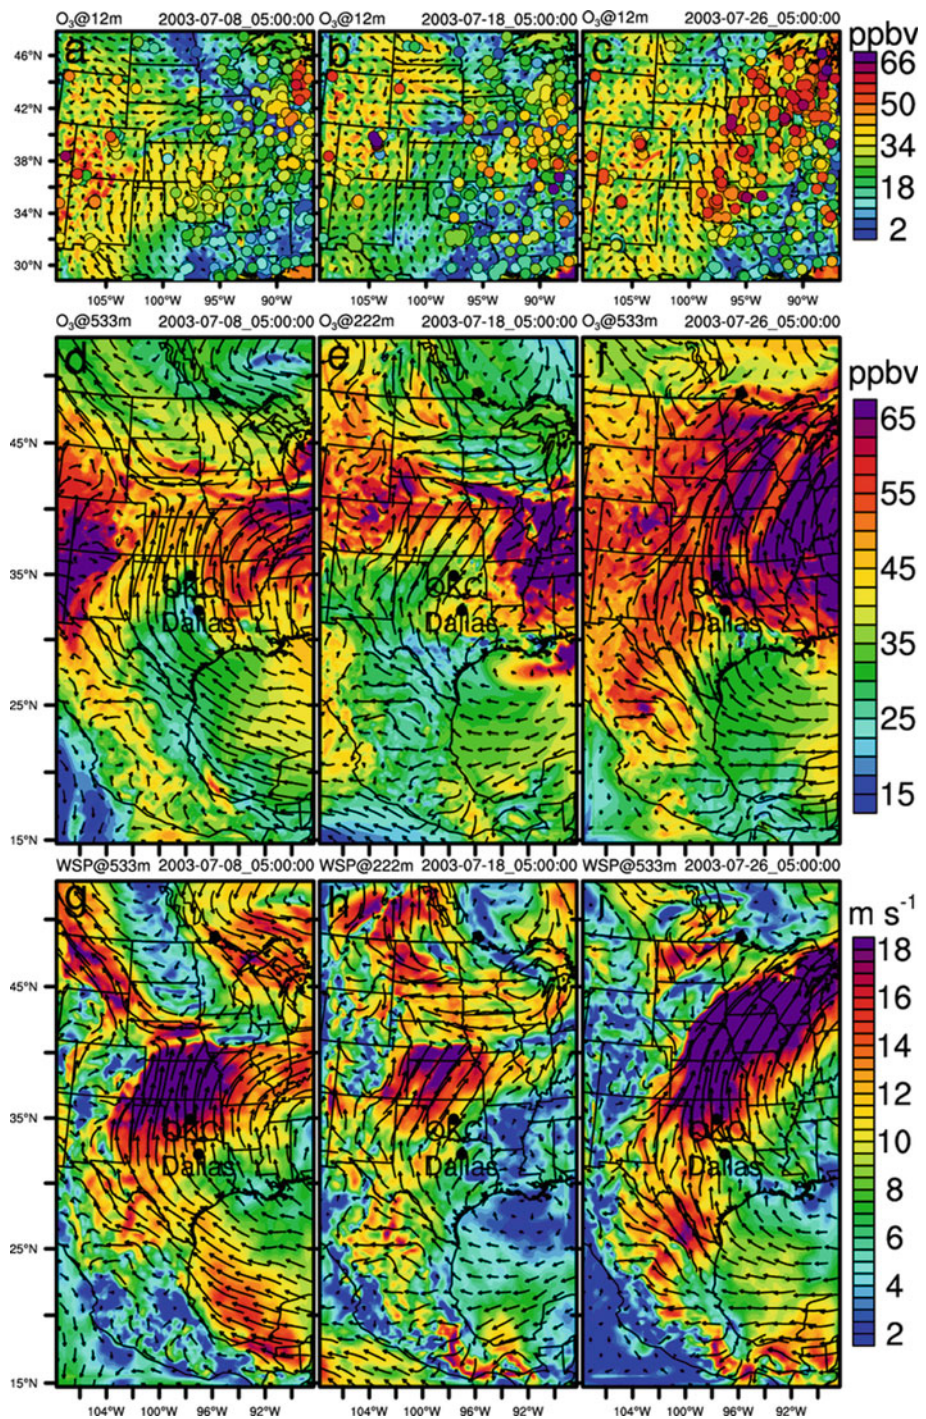 O₃@12m 2003-07-08_05:00:00 O₃@12m 2003-07-18_05:00:00 O₃@12m 2003-07-26_05:00:00
a b c ppbv
46°N 42°N 38°N 34°N 30°N
66 50 34 18 2
105°W 100°W 95°W 90°W 105°W 100°W 95°W 90°W 105°W 100°W 95°W 90°W
O₃@533m 2003-07-08_05:00:00 O₃@222m 2003-07-18_05:00:00 O₃@533m 2003-07-26_05:00:00
d e f ppbv
45°N 35°N 25°N 15°N
65 55 45 35 25 15
OKC OKC OKC
Dallas Dallas Dallas
WSP@533m 2003-07-08_05:00:00 WSP@222m 2003-07-18_05:00:00 WSP@533m 2003-07-26_05:00:00
g h i m s⁻¹
45°N 35°N 25°N 15°N
18 16 14 12 10 8 6 4 2
OKC OKC OKC
Dallas Dallas Dallas
104°W 100°W 96°W 92°W 104°W 100°W 96°W 92°W 104°W 100°W 96°W 92°W